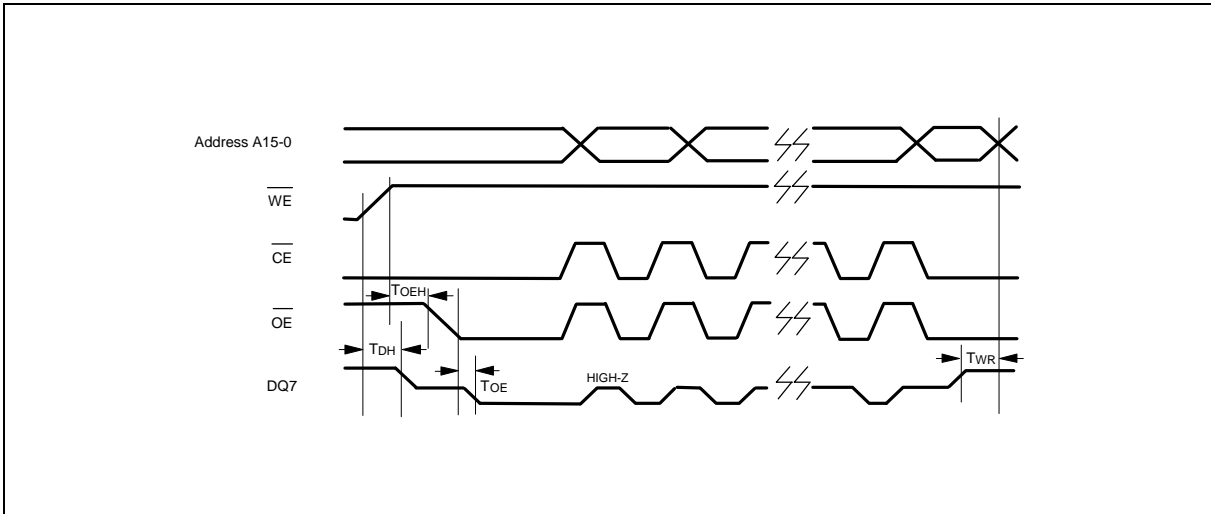 Address A15-0
WE
CE
TOEH
OE
TDH
TWR
DQ7
TOE
HIGH-Z